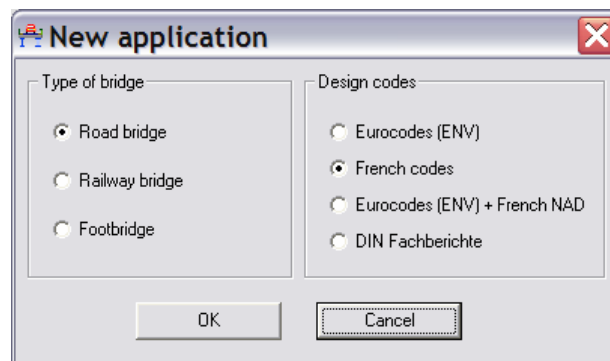 New application
Type of bridge
Road bridge
Railway bridge
Footbridge
Design codes
Eurocodes (ENV)
French codes
Eurocodes (ENV) + French NAD
DIN Fachberichte
OK
Cancel